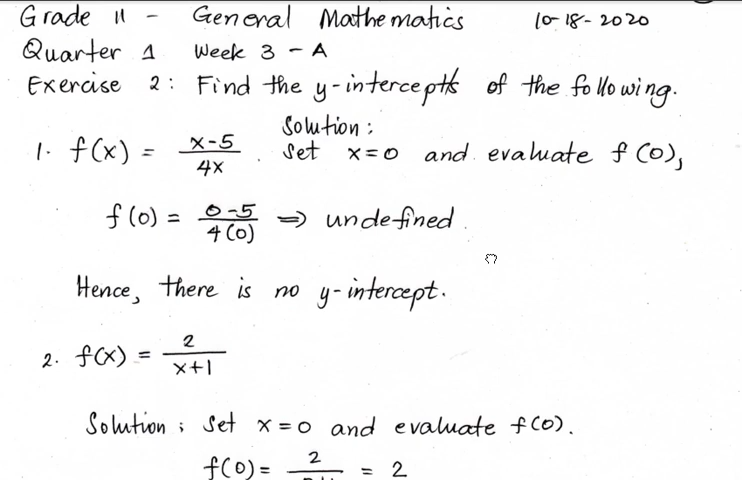 Grade 11 - General Mathematics 10-18-2020
Quarter 1 Week 3 - A
Exercise 2: Find the y-intercepts of the following.
Solution:
1. f(x) = x-5/4x . Set x=0 and evaluate f(0),
f(0) = 0-5/4(0) ⇒ undefined.
Hence, there is no y-intercept.
2. f(x) = 2/x+1
Solution: Set x=0 and evaluate f(0).
f(0) = 2/ = 2